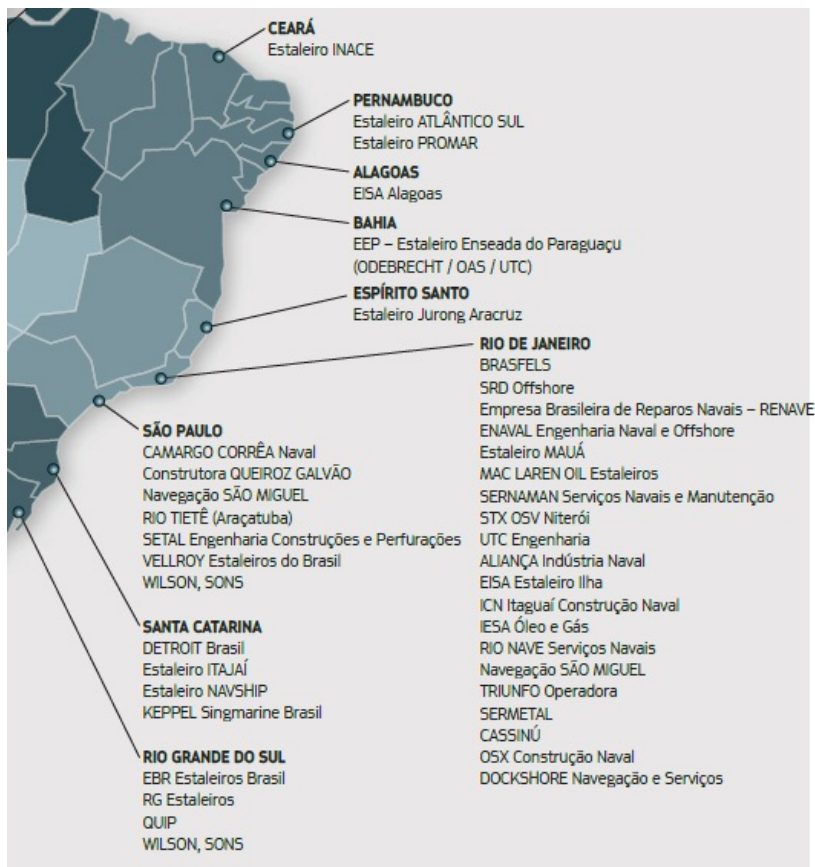 CEARÁ
Estaleiro INACE
PERNAMBUCO
Estaleiro ATLÂNTICO SUL
Estaleiro PROMAR
ALAGOAS
EISA Alagoas
BAHIA
EEP – Estaleiro Enseada do Paraguaçu
(ODEBRECHT / OAS / UTC)
ESPÍRITO SANTO
Estaleiro Jurong Aracruz
RIO DE JANEIRO
BRASFELS
SRD Offshore
Empresa Brasileira de Reparos Navais – RENAVE
ENAVAL Engenharia Naval e Offshore
Estaleiro MAUÁ
MAC LAREN OIL Estaleiros
SERNAMAN Serviços Navais e Manutenção
STX OSV Niterói
UTC Engenharia
ALIANÇA Indústria Naval
EISA Estaleiro Ilha
ICN Itaguaí Construção Naval
IESA Óleo e Gás
RIO NAVE Serviços Navais
Navegação SÃO MIGUEL
TRIUNFO Operadora
SERMETAL
CASSINÚ
OSX Construção Naval
DOCKSHORE Navegação e Serviços
SÃO PAULO
CAMARGO CORRÊA Naval
Construtora QUEIROZ GALVÃO
Navegação SÃO MIGUEL
RIO TIETÊ (Araçatuba)
SETAL Engenharia Construções e Perfurações
VELLROY Estaleiros do Brasil
WILSON, SONS
SANTA CATARINA
DETROIT Brasil
Estaleiro ITAJAÍ
Estaleiro NAVSHIP
KEPPEL Singmarine Brasil
RIO GRANDE DO SUL
EBR Estaleiros Brasil
RG Estaleiros
QUIP
WILSON, SONS